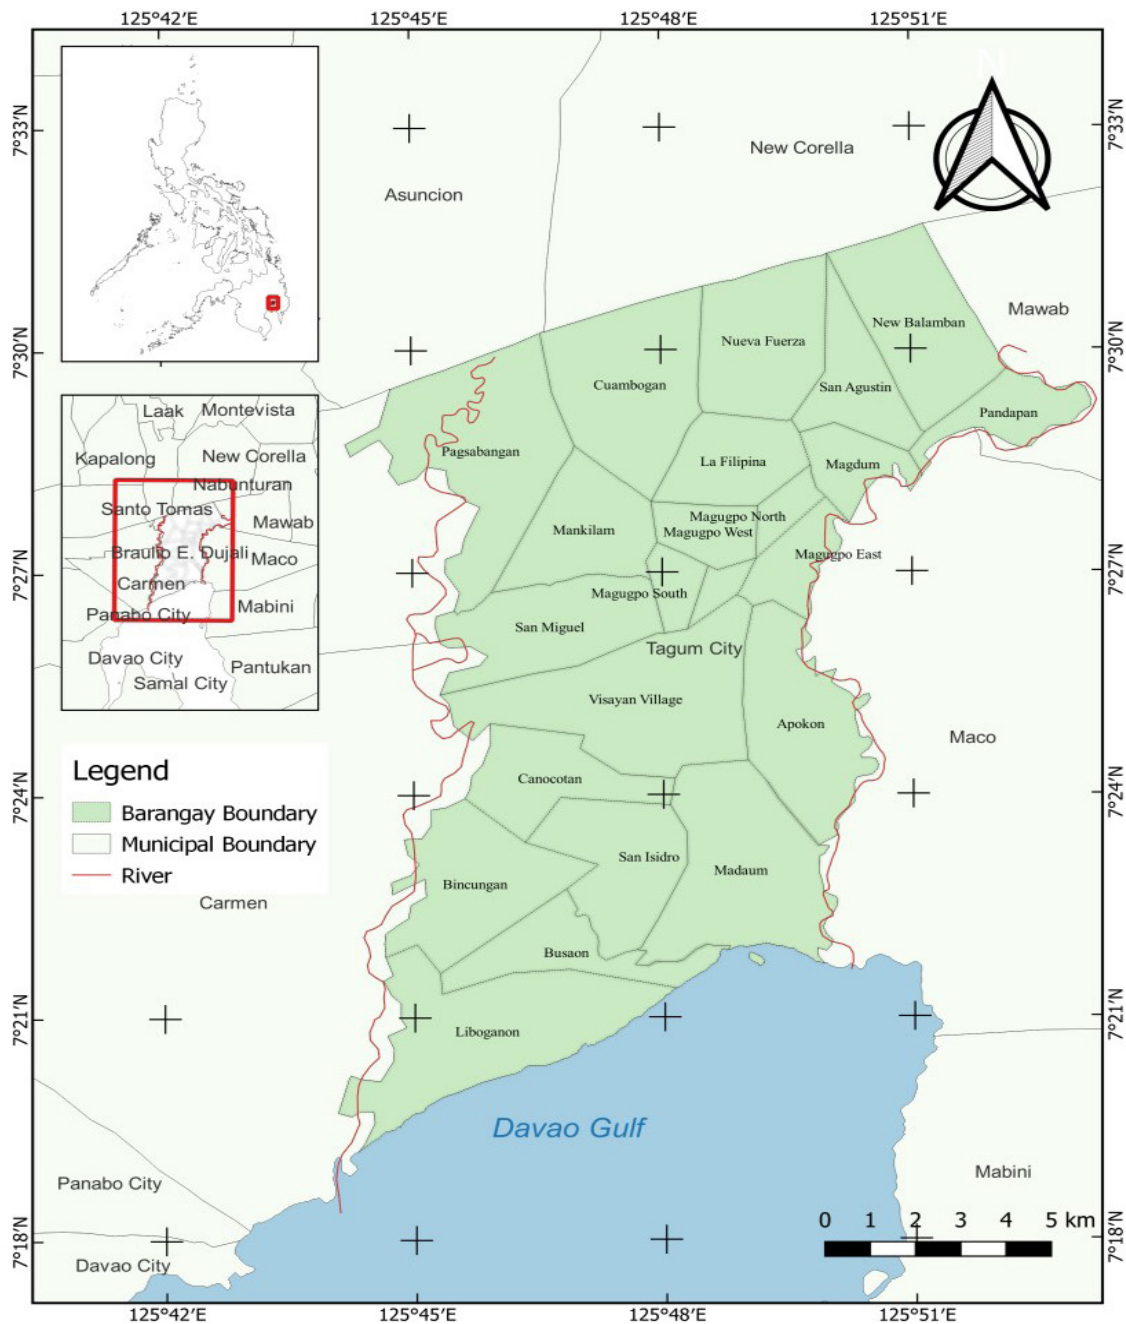 125°42′E 125°45′E 125°48′E 125°51′E
N
7°33′N
7°33′N
New Corella
Asuncion
Mawab
New Balamban
Nueva Fuerza
7°30′N
7°30′N
Cuambogan
San Agustin
Pandapan
Pagsabangan
La Filipina
Magdum
Laak
Montevista
Kapalong
New Corella
Nabunturan
Santo Tomas
Mawab
Braulio E. Dujali
Maco
Carmen
Mabini
Panabo City
Davao City
Pantukan
Samal City
Mankilam
Magugpo North
Magugpo West
Magugpo East
7°27′N
7°27′N
Magugpo South
San Miguel
Tagum City
Visayan Village
Apokon
Maco
Legend
Barangay Boundary
Municipal Boundary
River
Canocotan
7°24′N
7°24′N
San Isidro
Madaum
Bincungan
Carmen
Busaon
7°21′N
7°21′N
Liboganon
Davao Gulf
Mabini
Panabo City
0 1 2 3 4 5 km
7°18′N
7°18′N
Davao City
125°42′E 125°45′E 125°48′E 125°51′E